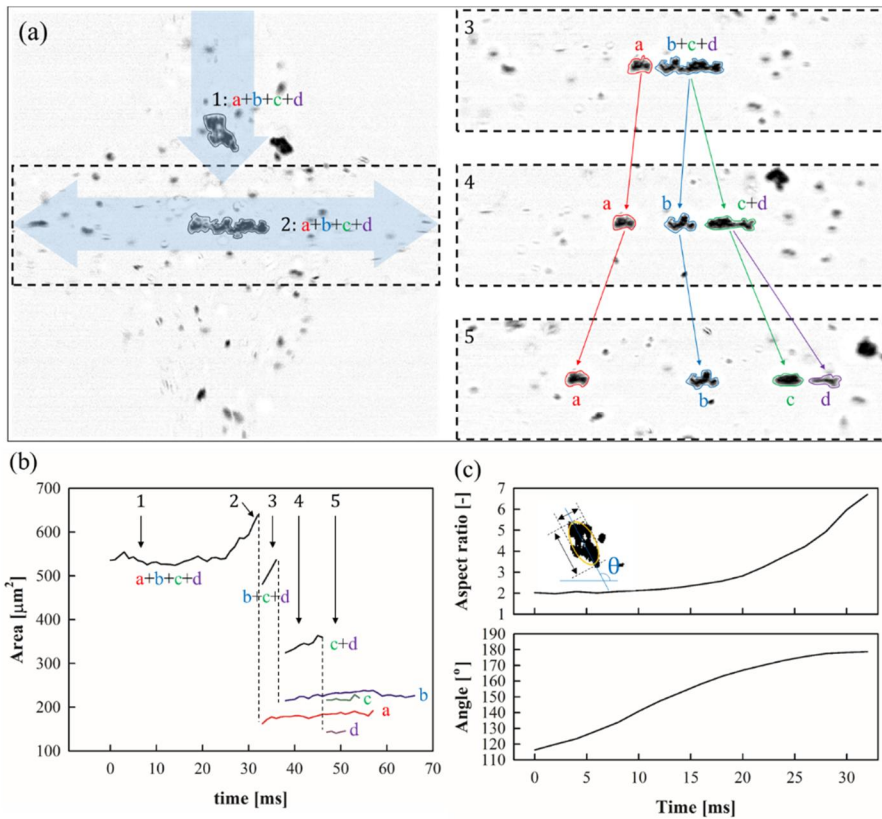 (a)
1: a+b+c+d
2: a+b+c+d
3
a
b+c+d
4
a
b
c+d
5
a
b
c
d
(b)
700
600
500
400
300
200
100
Area [μm²]
1
2
3
4
5
a+b+c+d
b+c+d
c+d
b
c
a
d
0
10
20
30
40
50
60
70
time [ms]
(c)
7
6
5
4
3
2
1
Aspect ratio [-]
θ
190
180
170
160
150
140
130
120
110
Angle [°]
0
5
10
15
20
25
30
Time [ms]